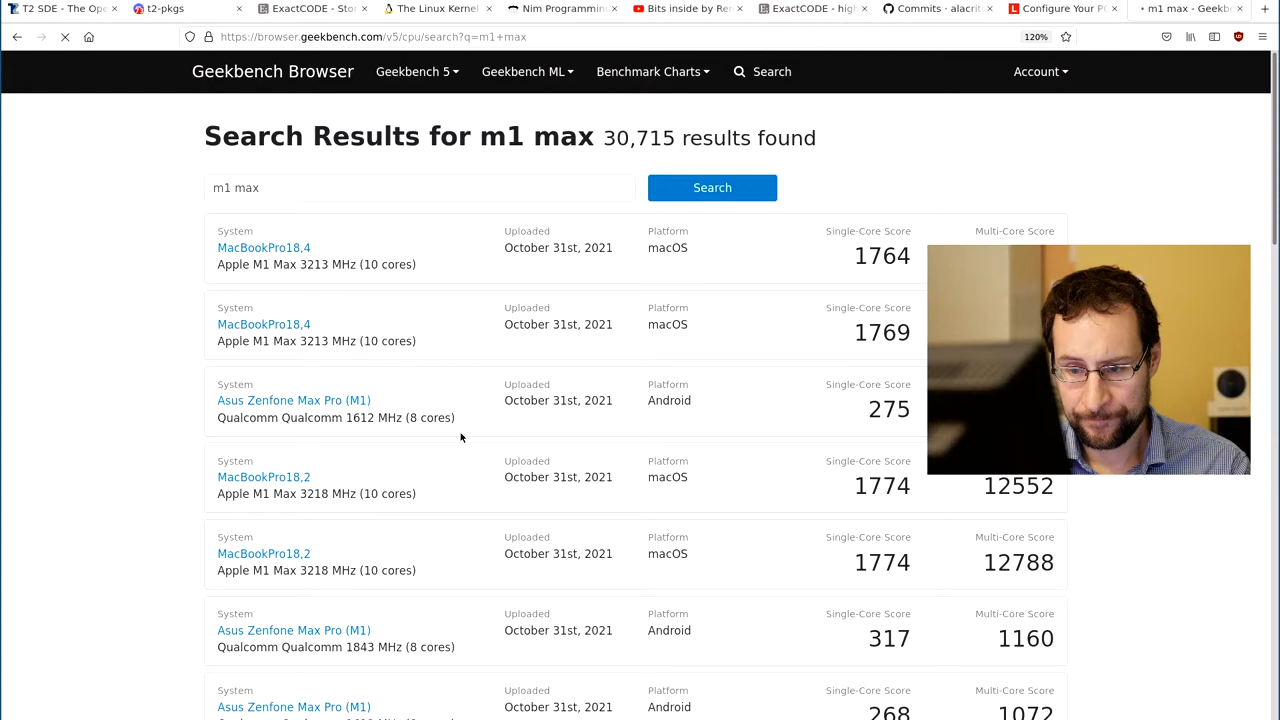 T2 SDE - The Ope
t2-pkgs
ExactCODE - Sto
The Linux Kernel
Nim Programmin
Bits inside by Re
ExactCODE - hig
Commits · alacrit
Configure Your PC
m1 max - Geekb
https://browser.geekbench.com/v5/cpu/search?q=m1+max
120%
Geekbench Browser
Geekbench 5
Geekbench ML
Benchmark Charts
Search
Account
Search Results for m1 max 30,715 results found
m1 max
Search
System Uploaded Platform Single-Core Score Multi-Core Score
MacBookPro18,4 October 31st, 2021 macOS 1764
Apple M1 Max 3213 MHz (10 cores)
System Uploaded Platform Single-Core Score
MacBookPro18,4 October 31st, 2021 macOS 1769
Apple M1 Max 3213 MHz (10 cores)
System Uploaded Platform Single-Core Score
Asus Zenfone Max Pro (M1) October 31st, 2021 Android 275
Qualcomm Qualcomm 1612 MHz (8 cores)
System Uploaded Platform Single-Core Score
MacBookPro18,2 October 31st, 2021 macOS 1774 12552
Apple M1 Max 3218 MHz (10 cores)
System Uploaded Platform Single-Core Score Multi-Core Score
MacBookPro18,2 October 31st, 2021 macOS 1774 12788
Apple M1 Max 3218 MHz (10 cores)
System Uploaded Platform Single-Core Score Multi-Core Score
Asus Zenfone Max Pro (M1) October 31st, 2021 Android 317 1160
Qualcomm Qualcomm 1843 MHz (8 cores)
System Uploaded Platform Single-Core Score Multi-Core Score
Asus Zenfone Max Pro (M1) October 31st, 2021 Android 268 1072